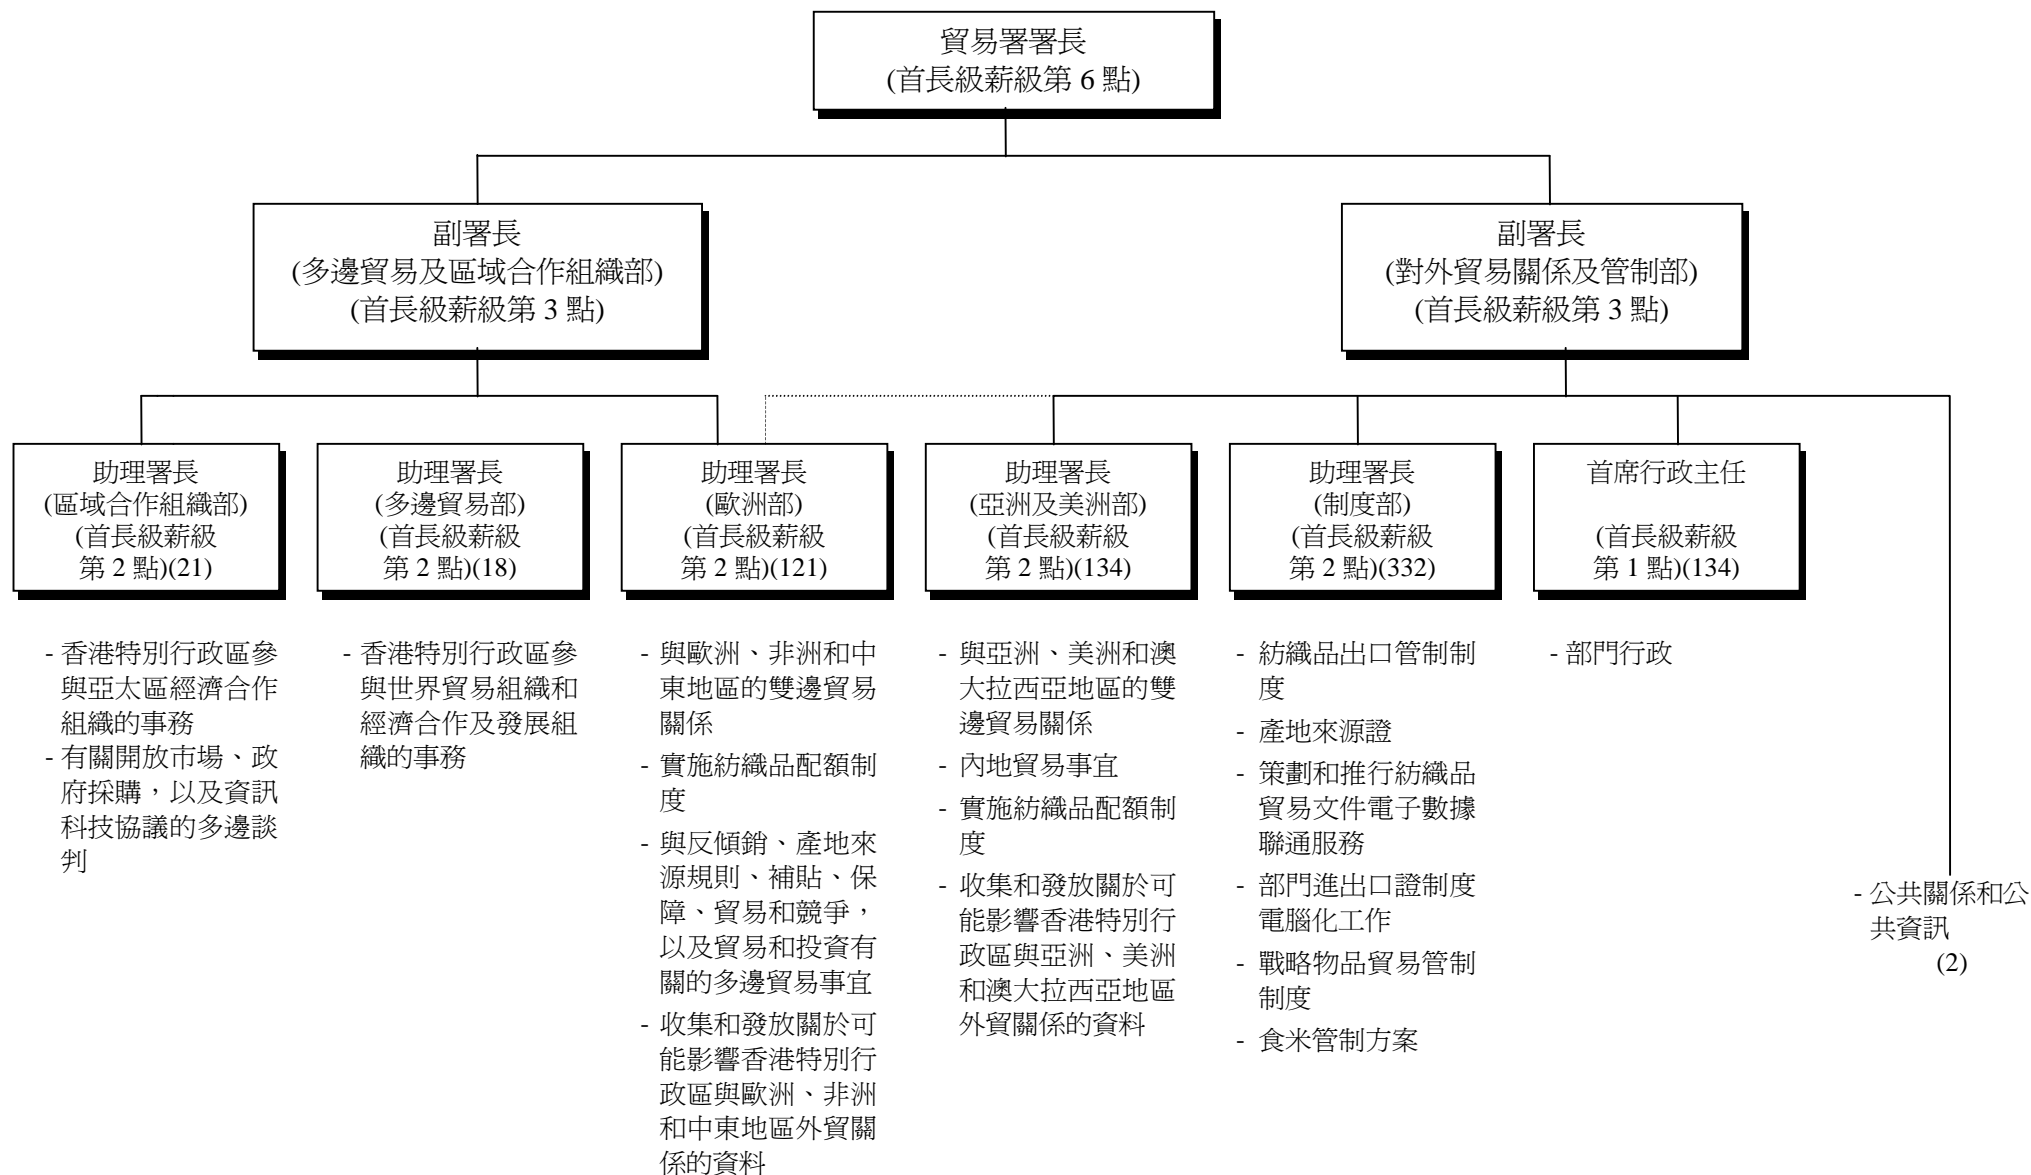 貿易署署長
(首長級薪級第 6 點)
副署長
(多邊貿易及區域合作組織部)
(首長級薪級第 3 點)
副署長
(對外貿易關係及管制部)
(首長級薪級第 3 點)
助理署長
(區域合作組織部)
(首長級薪級
第 2 點)(21)
助理署長
(多邊貿易部)
(首長級薪級
第 2 點)(18)
助理署長
(歐洲部)
(首長級薪級
第 2 點)(121)
助理署長
(亞洲及美洲部)
(首長級薪級
第 2 點)(134)
助理署長
(制度部)
(首長級薪級
第 2 點)(332)
首席行政主任
(首長級薪級
第 1 點)(134)
- 香港特別行政區參
與亞太區經濟合作
組織的事務
- 有關開放市場、政
府採購，以及資訊
科技協議的多邊談
判
- 香港特別行政區參
與世界貿易組織和
經濟合作及發展組
織的事務
- 與歐洲、非洲和中
東地區的雙邊貿易
關係
- 實施紡織品配額制
度
- 與反傾銷、產地來
源規則、補貼、保
障、貿易和競爭，
以及貿易和投資有
關的多邊貿易事宜
- 收集和發放關於可
能影響香港特別行
政區與歐洲、非洲
和中東地區外貿關
係的資料
- 與亞洲、美洲和澳
大拉西亞地區的雙
邊貿易關係
- 內地貿易事宜
- 實施紡織品配額制
度
- 收集和發放關於可
能影響香港特別行
政區與亞洲、美洲
和澳大拉西亞地區
外貿關係的資料
- 紡織品出口管制制
度
- 產地來源證
- 策劃和推行紡織品
貿易文件電子數據
聯通服務
- 部門進出口證制度
電腦化工作
- 戰略物品貿易管制
制度
- 食米管制方案
- 部門行政
- 公共關係和公
共資訊
(2)